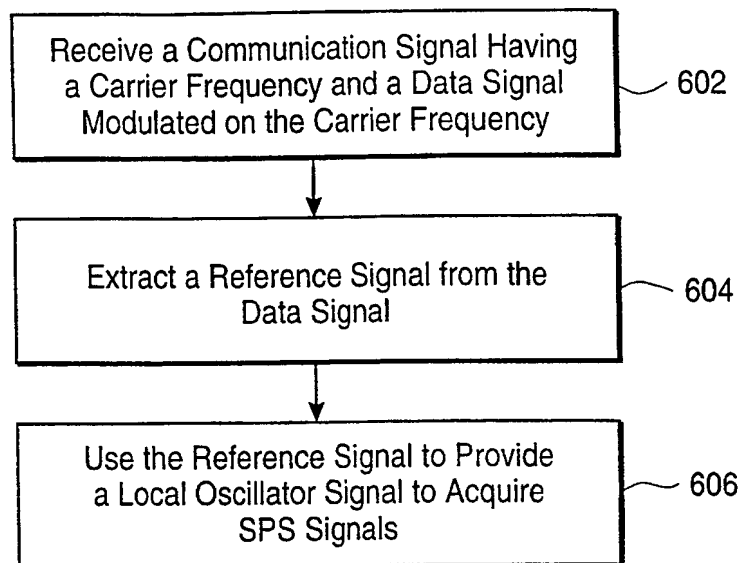 Receive a Communication Signal Having
a Carrier Frequency and a Data Signal
Modulated on the Carrier Frequency
602
Extract a Reference Signal from the
Data Signal
604
Use the Reference Signal to Provide
a Local Oscillator Signal to Acquire
SPS Signals
606